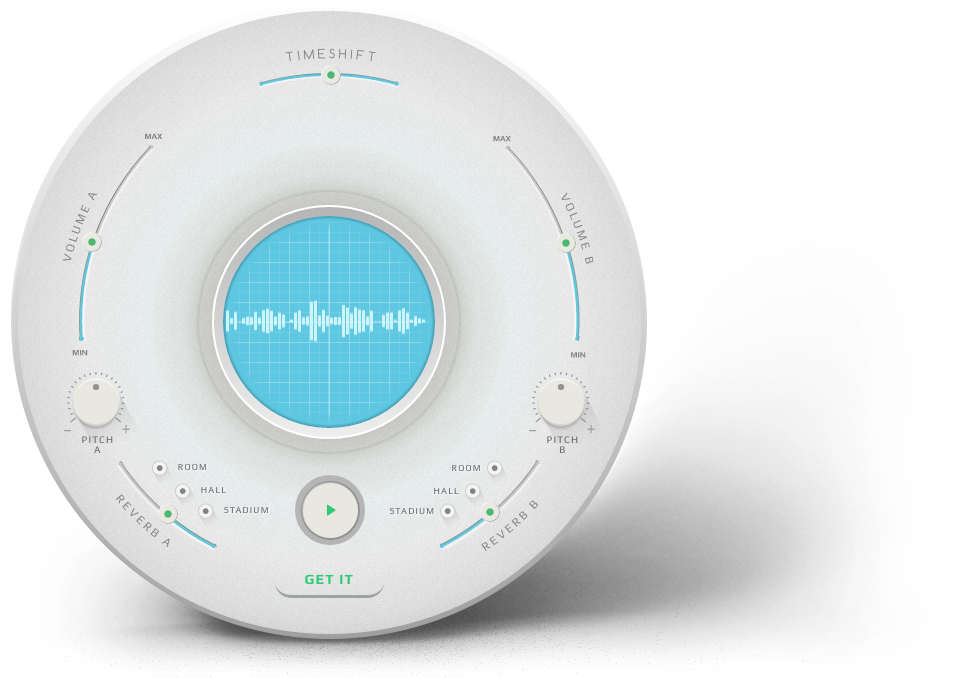 TIMESHIFT
MAX
MAX
VOLUME A
VOLUME B
MIN
MIN
− +
− +
PITCH
A
PITCH
B
ROOM
ROOM
HALL
HALL
STADIUM
STADIUM
REVERB A
REVERB B
GET IT